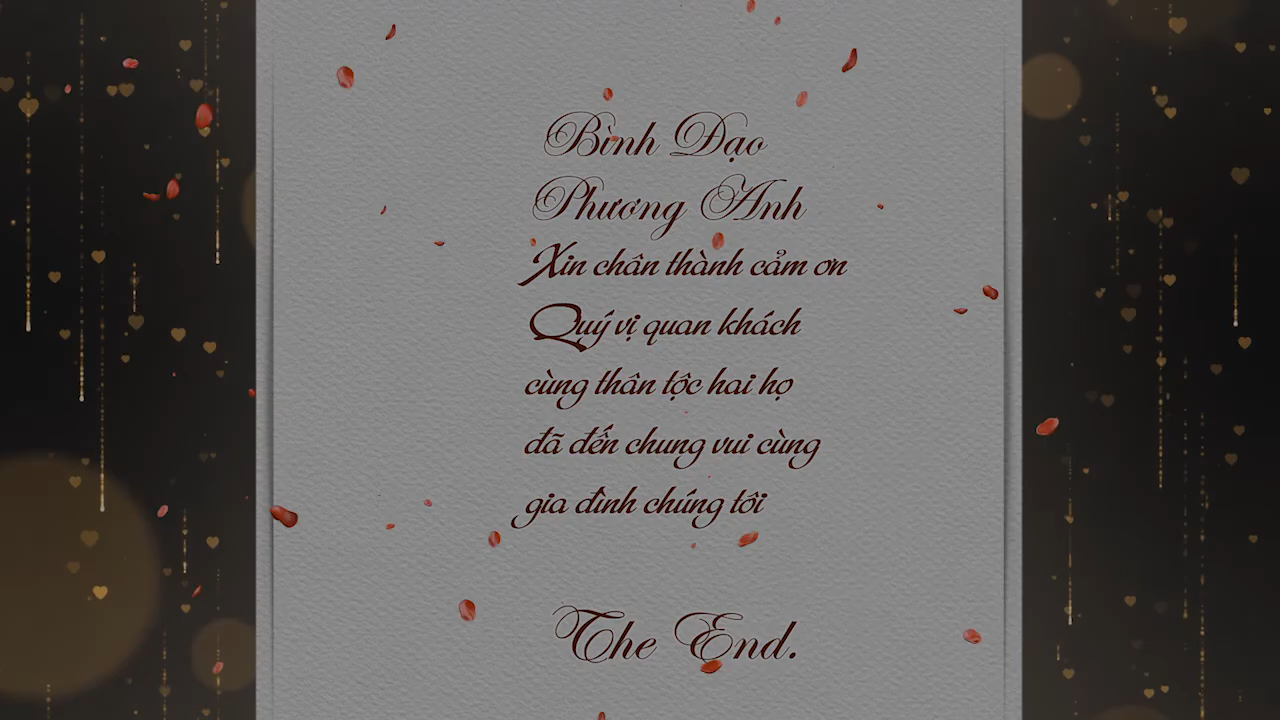 Bình Đạo
Phương Anh
Xin chân thành cảm ơn
Quý vị quan khách
cùng thân tộc hai họ
đã đến chung vui cùng
gia đình chúng tôi
The End.